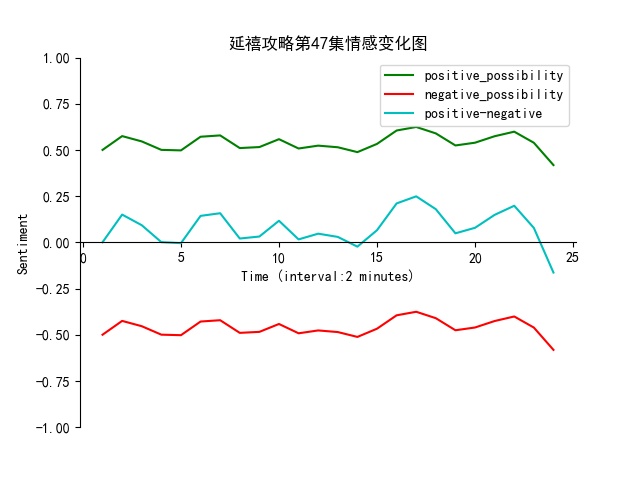 延禧攻略第47集情感变化图
1.00
0.75
0.50
0.25
0.00
−0.25
−0.50
−0.75
−1.00
Sentiment
positive_possibility
negative_possibility
positive-negative
0 5 10 15 20 25
Time (interval:2 minutes)